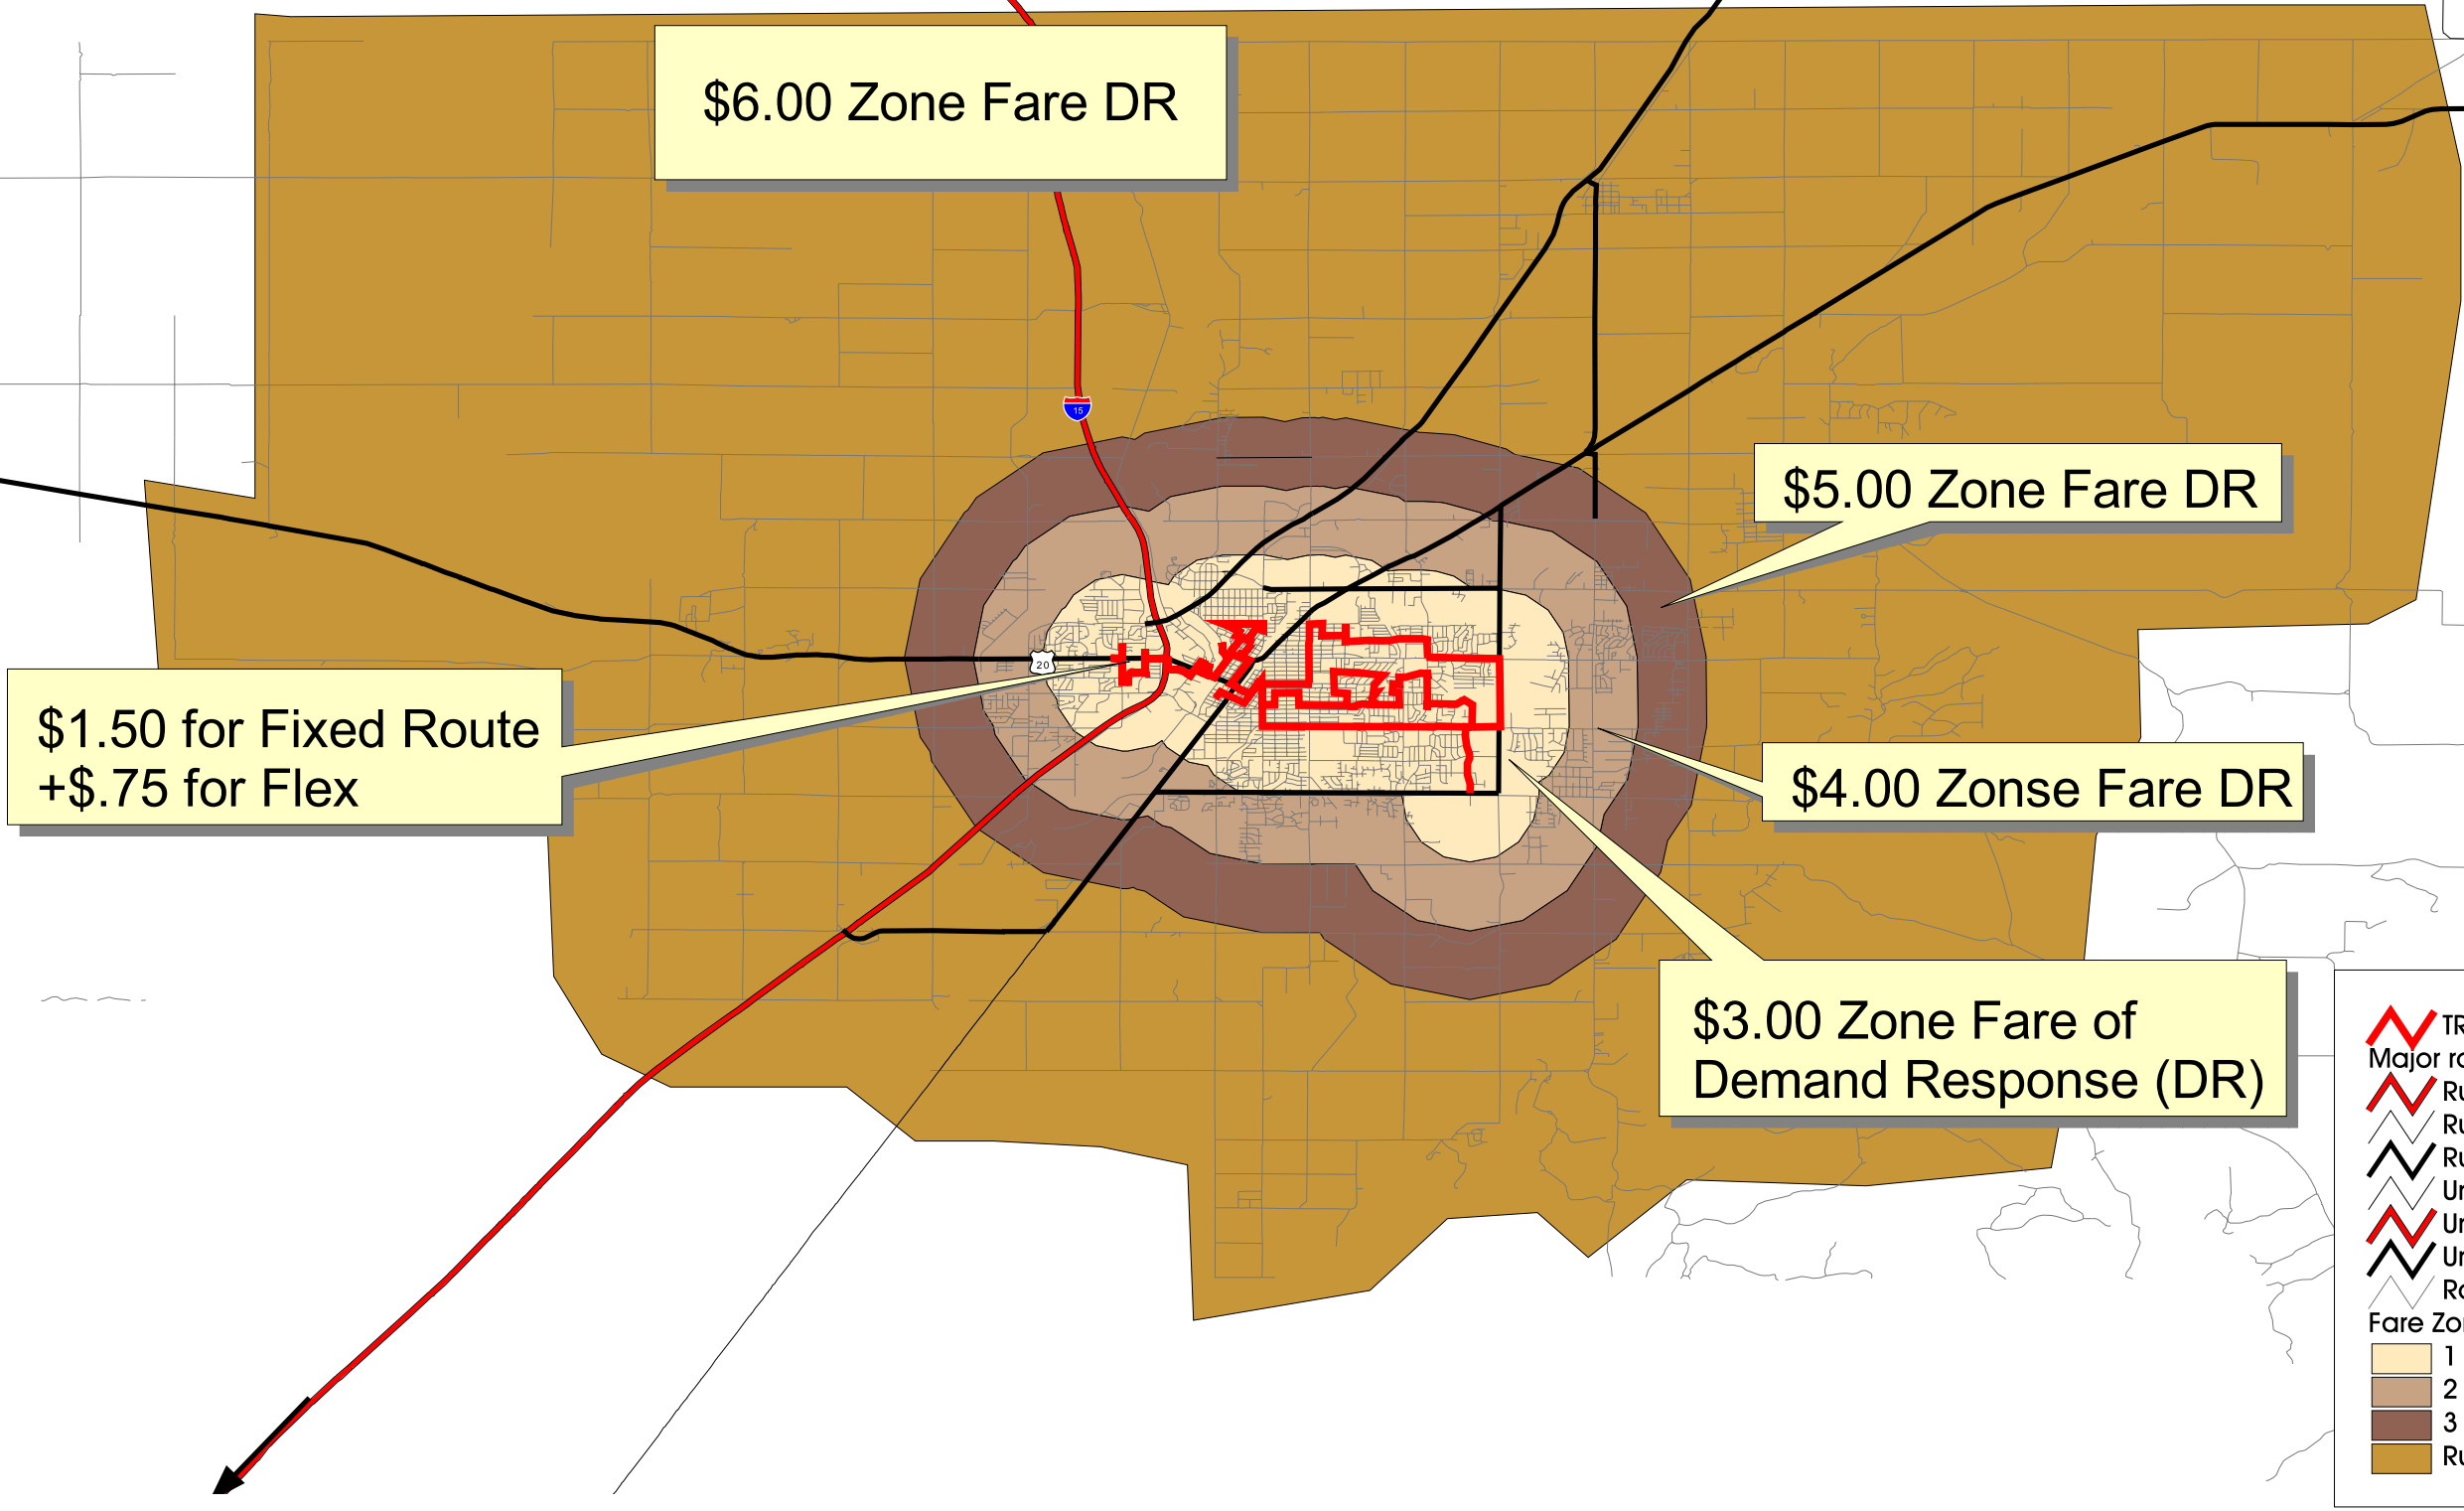 $6.00 Zone Fare DR
15
$5.00 Zone Fare DR
20
$1.50 for Fixed Route
+$.75 for Flex
$4.00 Zonse Fare DR
$3.00 Zone Fare of
Demand Response (DR)
Major
Fare
1
2
3